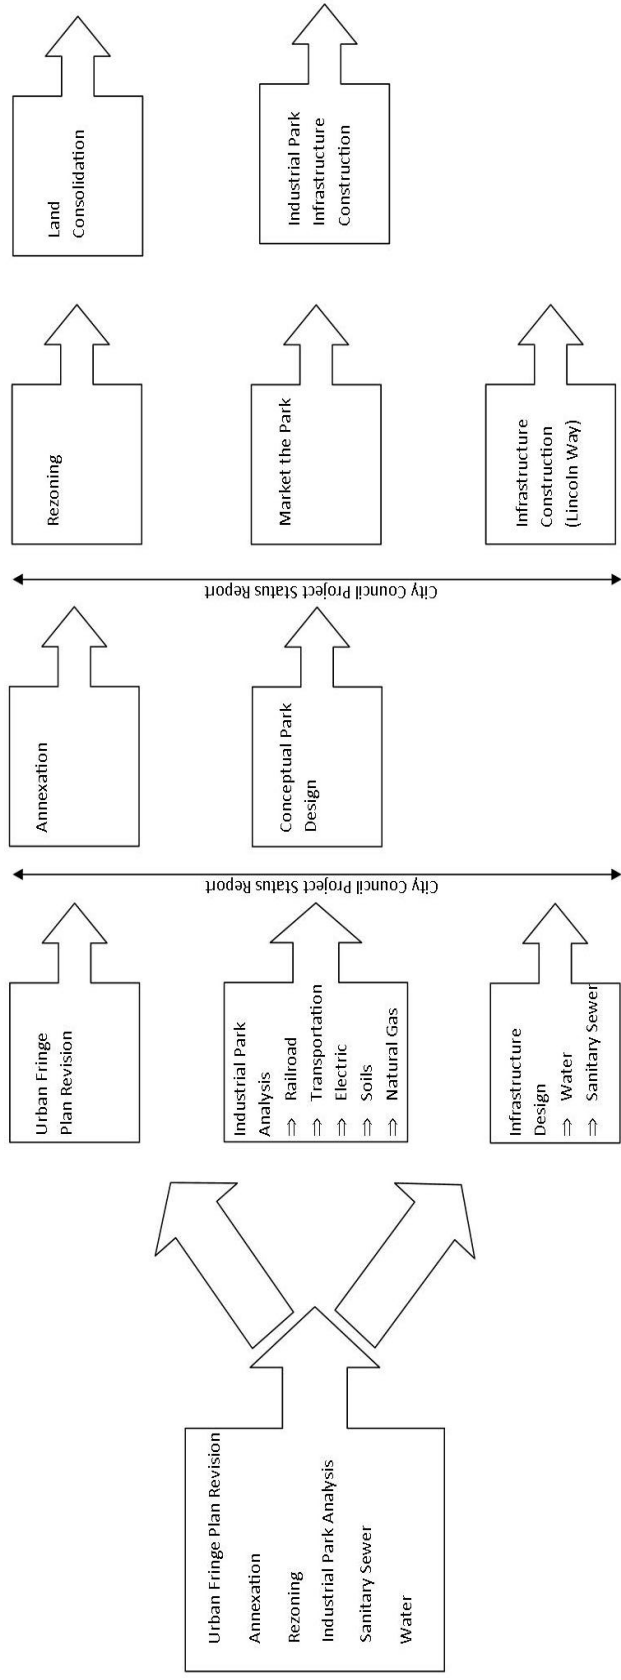 Urban Fringe Plan Revision
Annexation
Rezoning
Industrial Park Analysis
Sanitary Sewer
Water
Urban Fringe
Plan Revision
Industrial Park
Analysis
⇒ Railroad
⇒ Transportation
⇒ Electric
⇒ Soils
⇒ Natural Gas
Infrastructure
Design
⇒ Water
⇒ Sanitary Sewer
City Council Project Status Report
Annexation
Conceptual Park
Design
City Council Project Status Report
Rezoning
Market the Park
Infrastructure
Construction
(Lincoln Way)
Land
Consolidation
Industrial Park
Infrastructure
Construction